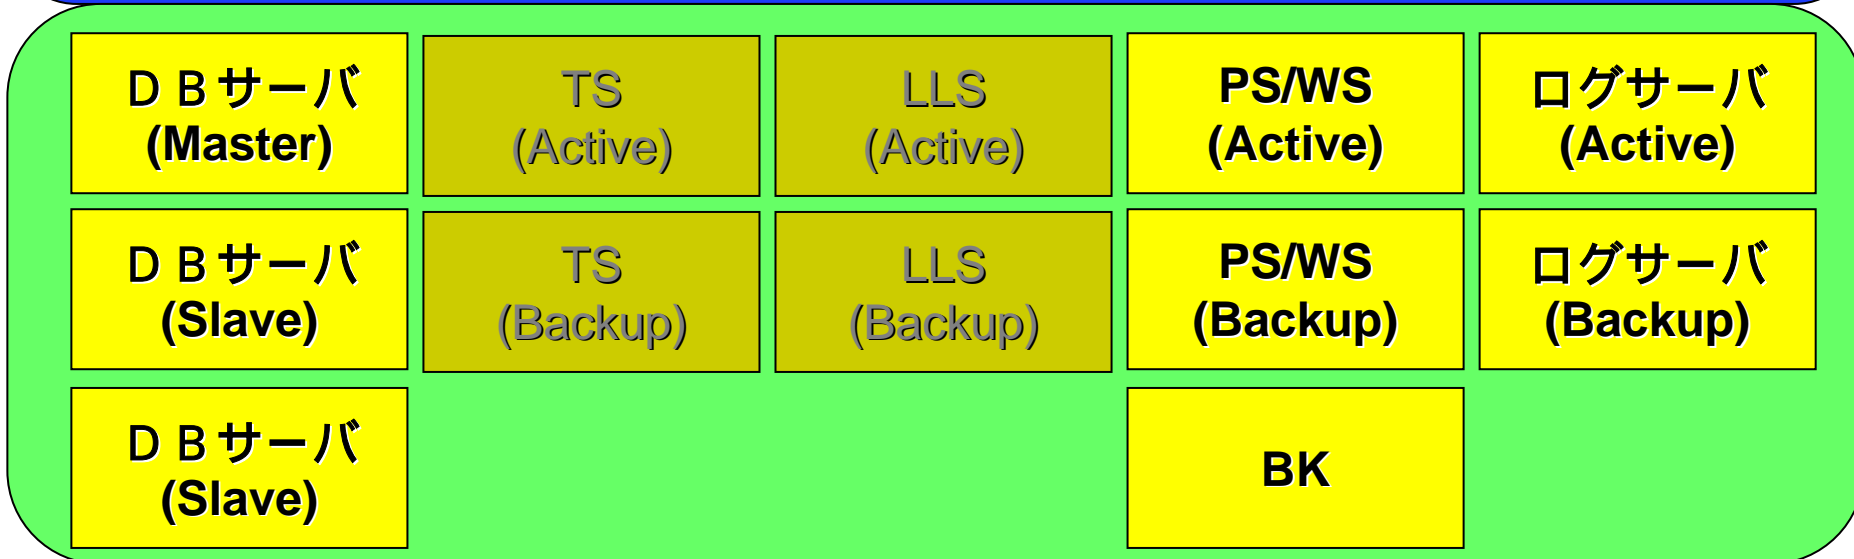 ＤＢサーバ
(Master)
TS
(Active)
LLS
(Active)
PS/WS
(Active)
ログサーバ
(Active)
ＤＢサーバ
(Slave)
TS
(Backup)
LLS
(Backup)
PS/WS
(Backup)
ログサーバ
(Backup)
ＤＢサーバ
(Slave)
BK